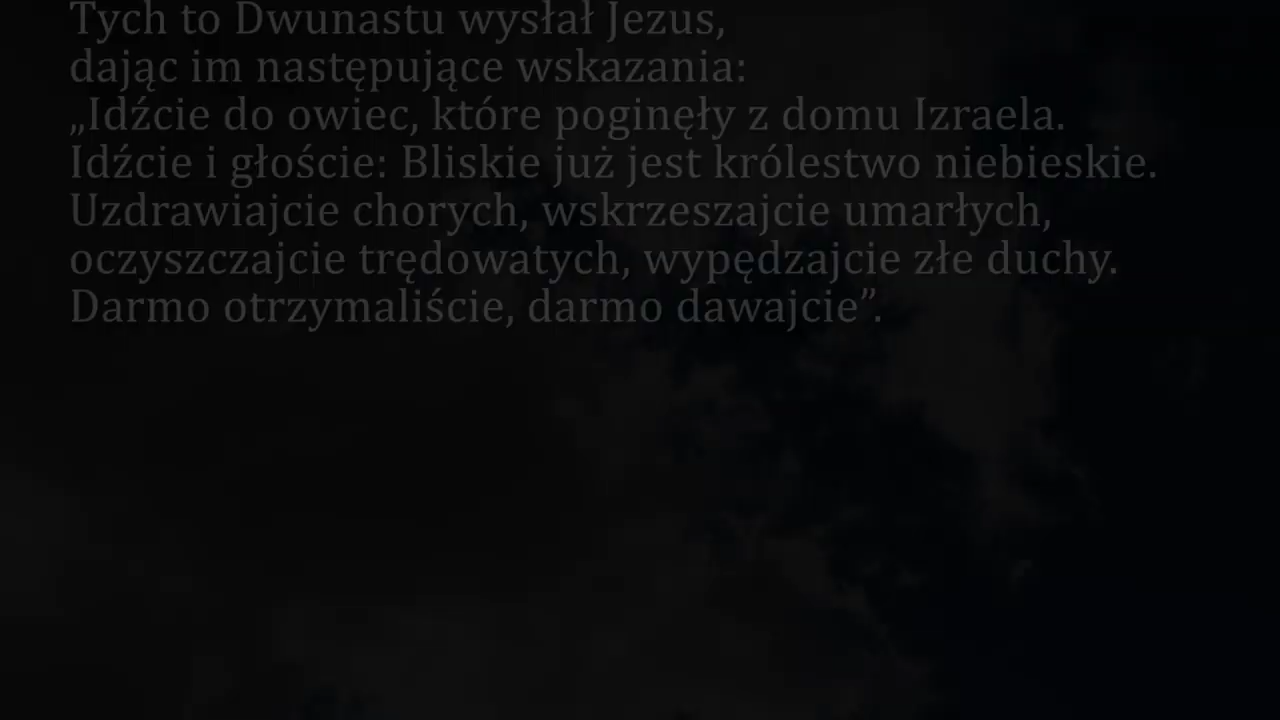 Tych to Dwunastu wysłał Jezus,
dając im następujące wskazania:
„Idźcie do owiec, które poginęły z domu Izraela.
Idźcie i głoście: Bliskie już jest królestwo niebieskie.
Uzdrawiajcie chorych, wskrzeszajcie umarłych,
oczyszczajcie trędowatych, wypędzajcie złe duchy.
Darmo otrzymaliście, darmo dawajcie”.